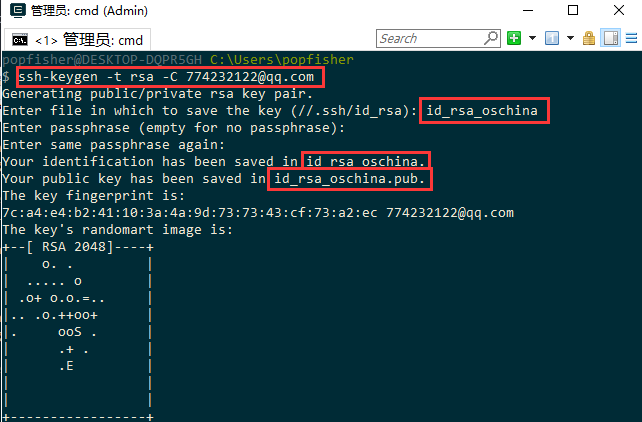 管理员: cmd (Admin)
<1> 管理员: cmd
Search
popfisher@DESKTOP-DQPR5GH C:\Users\popfisher
$ ssh-keygen -t rsa -C 774232122@qq.com
Generating public/private rsa key pair.
Enter file in which to save the key (//.ssh/id_rsa): id_rsa_oschina
Enter passphrase (empty for no passphrase):
Enter same passphrase again:
Your identification has been saved in id_rsa_oschina.
Your public key has been saved in id_rsa_oschina.pub.
The key fingerprint is:
7c:a4:e4:b2:41:10:3a:4a:9d:73:73:43:cf:73:a2:ec 774232122@qq.com
The key's randomart image is:
+--[ RSA 2048]----+
|    o. .         |
|   ..... o       |
|  .o+ o.o.=..    |
|.. .o.++oo+      |
|.     ooS .      |
|      .+ .       |
|      .E         |
|                 |
|                 |
+-----------------+